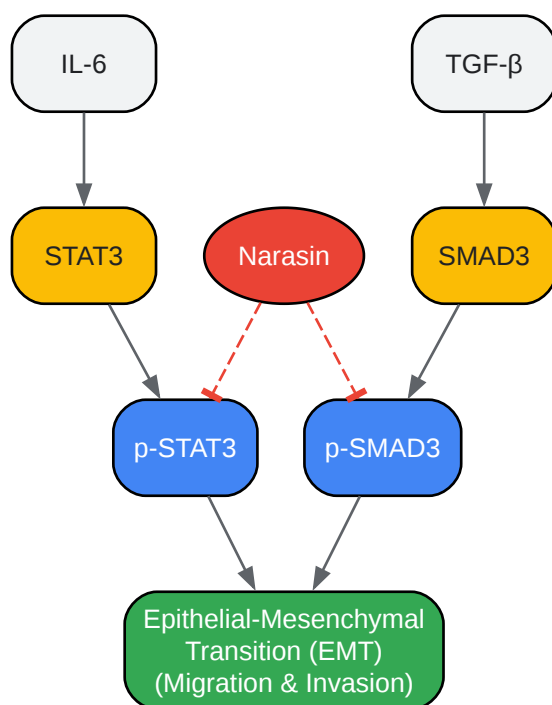 IL-6
TGF-β
STAT3
Narasin
SMAD3
p-STAT3
p-SMAD3
Epithelial-Mesenchymal
Transition (EMT)
(Migration & Invasion)